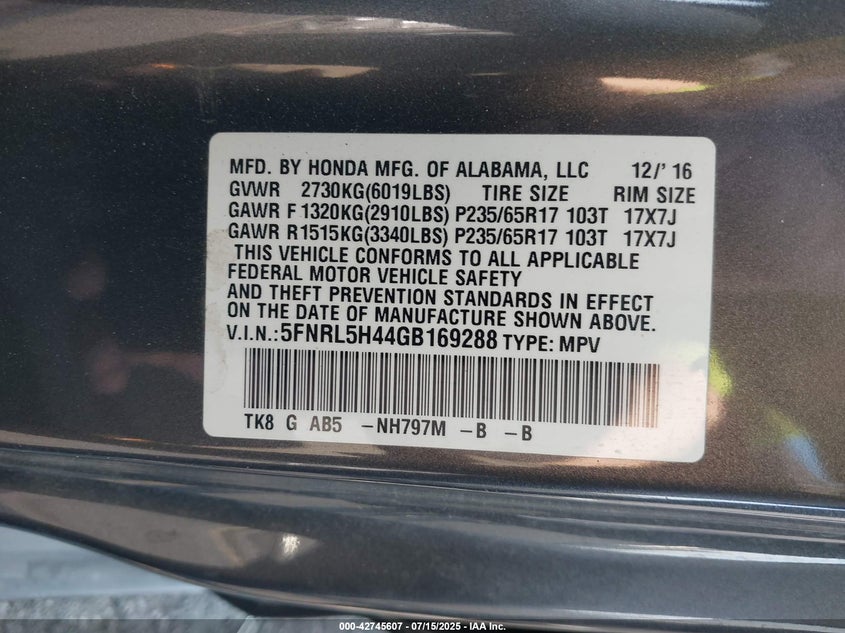 MFD. BY HONDA MFG. OF ALABAMA, LLC 12/' 16
GVWR 2730KG(6019LBS) TIRE SIZE RIM SIZE
GAWR F 1320KG(2910LBS) P235/65R17 103T 17X7J
GAWR R1515KG(3340LBS) P235/65R17 103T 17X7J
THIS VEHICLE CONFORMS TO ALL APPLICABLE
FEDERAL MOTOR VEHICLE SAFETY
AND THEFT PREVENTION STANDARDS IN EFFECT
ON THE DATE OF MANUFACTURE SHOWN ABOVE.
V.I.N.:5FNRL5H44GB169288 TYPE: MPV
TK8 G AB5 -NH797M -B -B
000-42745607 - 07/15/2025 - IAA Inc.